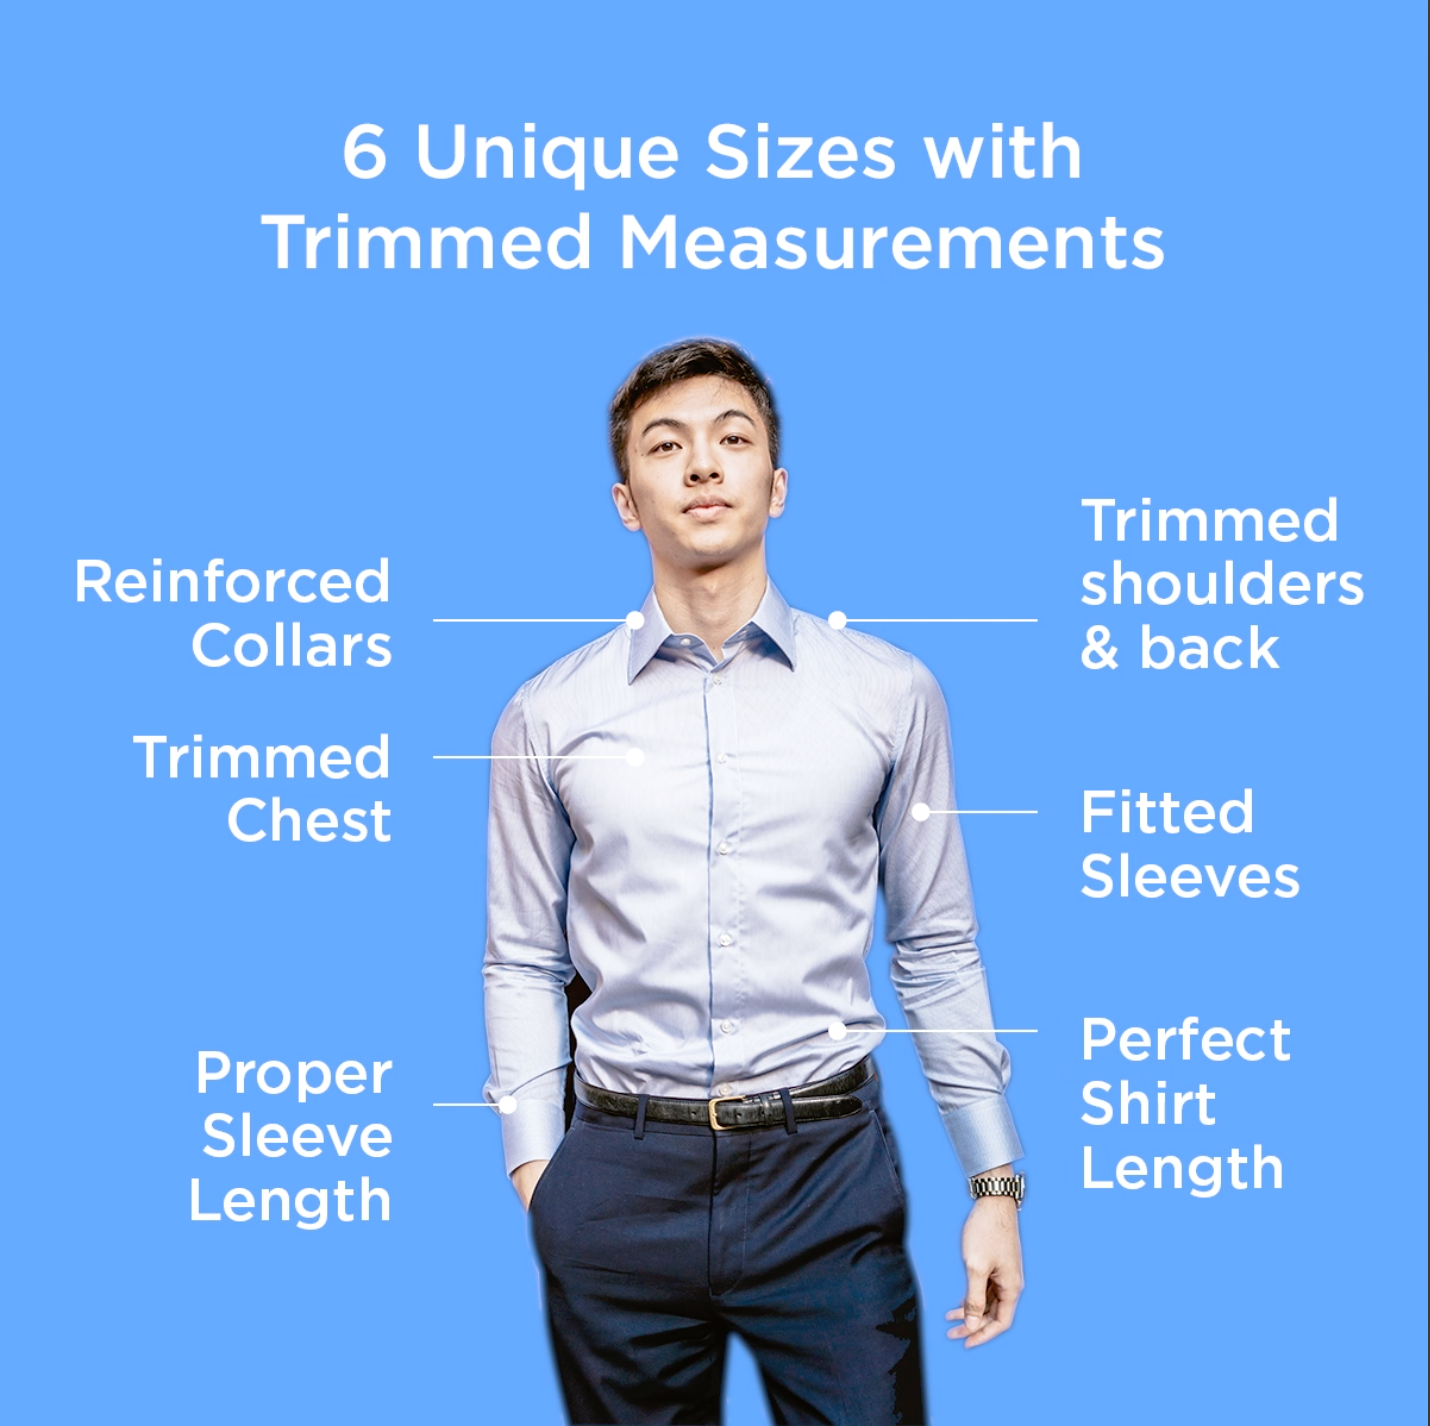 6 Unique Sizes with
Trimmed Measurements
Reinforced
Collars
Trimmed
Chest
Proper
Sleeve
Length
Trimmed
shoulders
& back
Fitted
Sleeves
Perfect
Shirt
Length